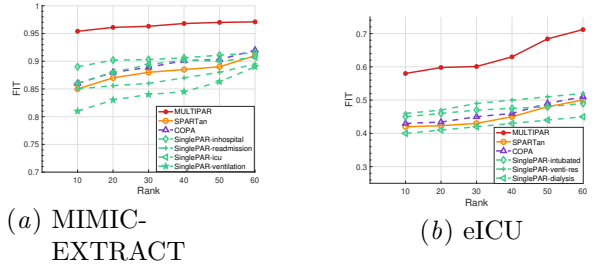 1
0.95
0.9
0.85
0.8
0.75
0.7
FIT
10 20 30 40 50 60
Rank
MULTIPAR
SPARTan
COPA
SinglePAR-inhospital
SinglePAR-readmission
SinglePAR-icu
SinglePAR-ventilation
(a) MIMIC-
EXTRACT
0.7
0.6
0.5
0.4
0.3
FIT
10 20 30 40 50 60
Rank
MULTIPAR
SPARTan
COPA
SinglePAR-intubated
SinglePAR-venti-res
SinglePAR-dialysis
(b) eICU